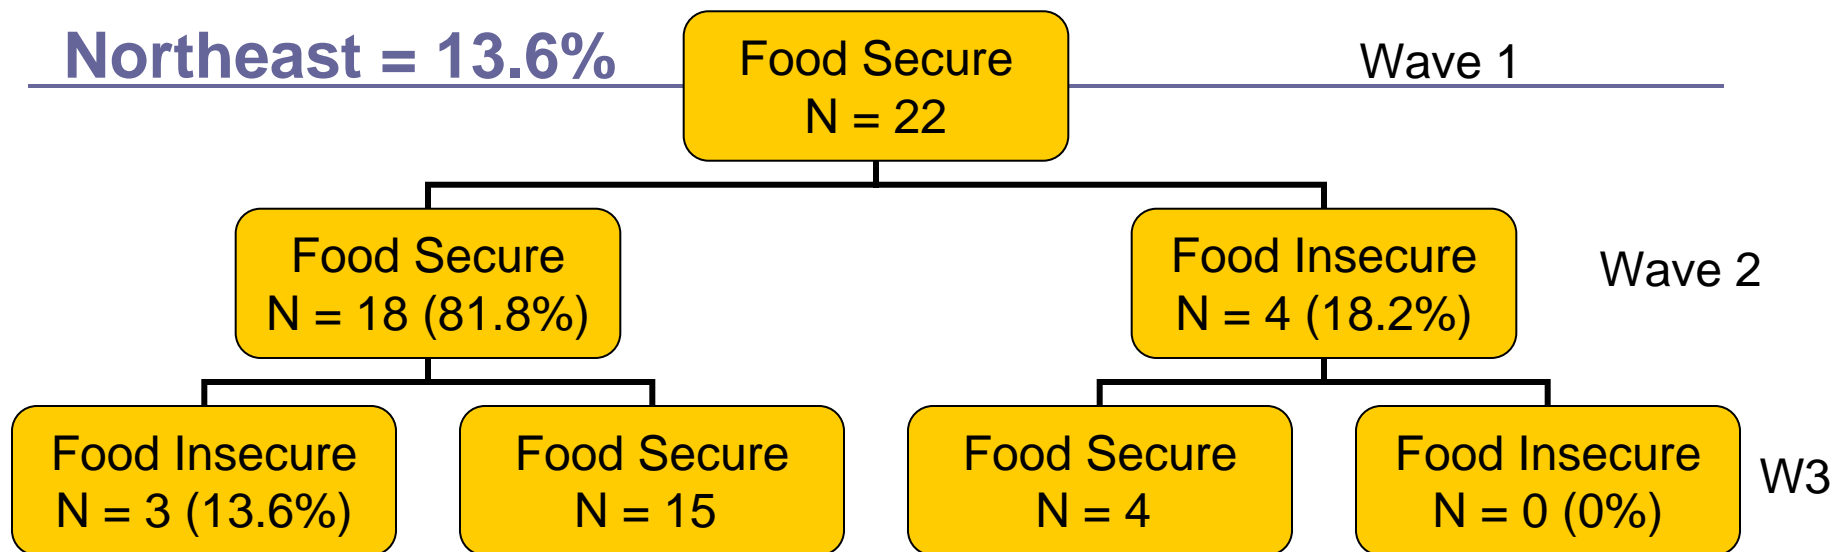 Northeast = 13.6%
Food Secure
N = 22
Wave 1
Food Secure
N = 18 (81.8%)
Food Insecure
N = 4 (18.2%)
Wave 2
Food Insecure
N = 3 (13.6%)
Food Secure
N = 15
Food Secure
N = 4
Food Insecure
N = 0 (0%)
W3